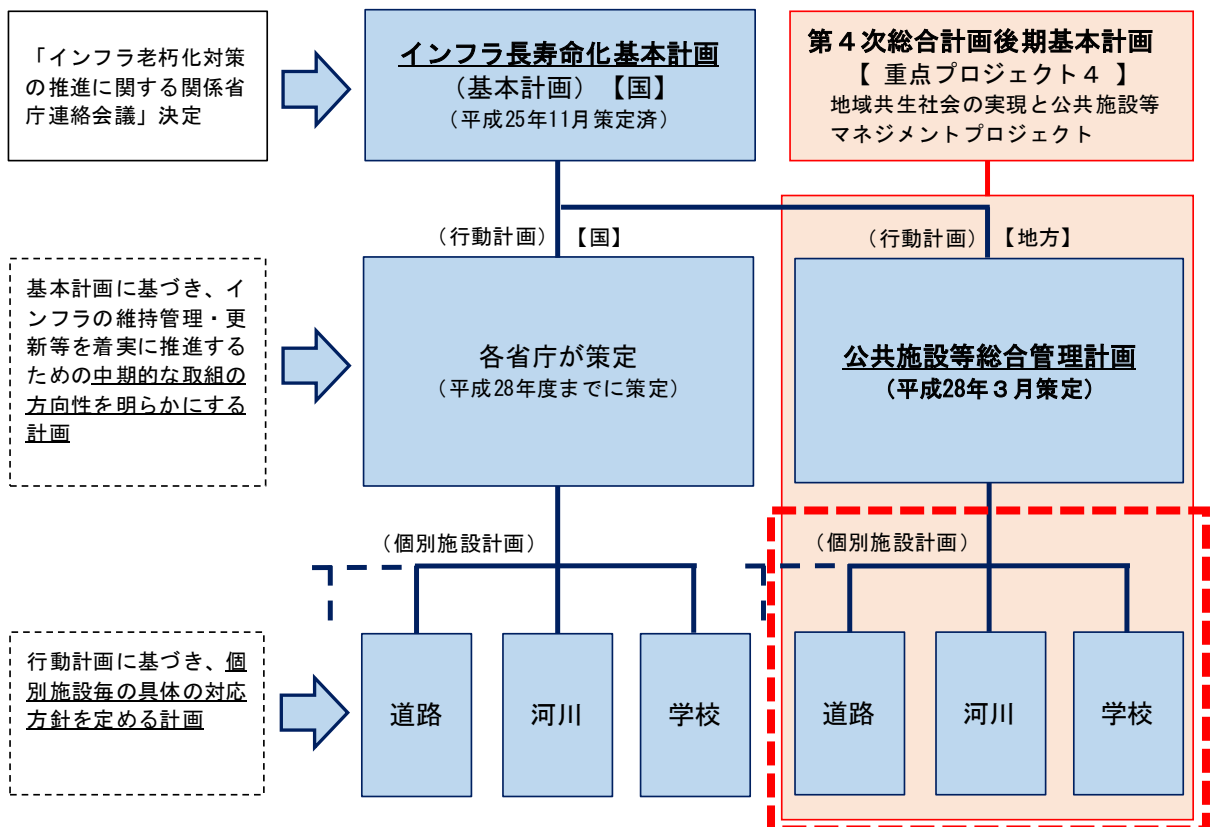 「インフラ老朽化対策
の推進に関する関係省
庁連絡会議」決定
インフラ長寿命化基本計画
(基本計画)【国】
(平成25年11月策定済)
第４次総合計画後期基本計画
【 重点プロジェクト４ 】
地域共生社会の実現と公共施設等
マネジメントプロジェクト
(行動計画)【国】
(行動計画)【地方】
基本計画に基づき、イ
ンフラの維持管理・更
新等を着実に推進する
ための中期的な取組の
方向性を明らかにする
計画
各省庁が策定
(平成28年度までに策定)
公共施設等総合管理計画
(平成28年３月策定)
(個別施設計画)
(個別施設計画)
行動計画に基づき、個
別施設毎の具体の対応
方針を定める計画
道路
河川
学校
道路
河川
学校